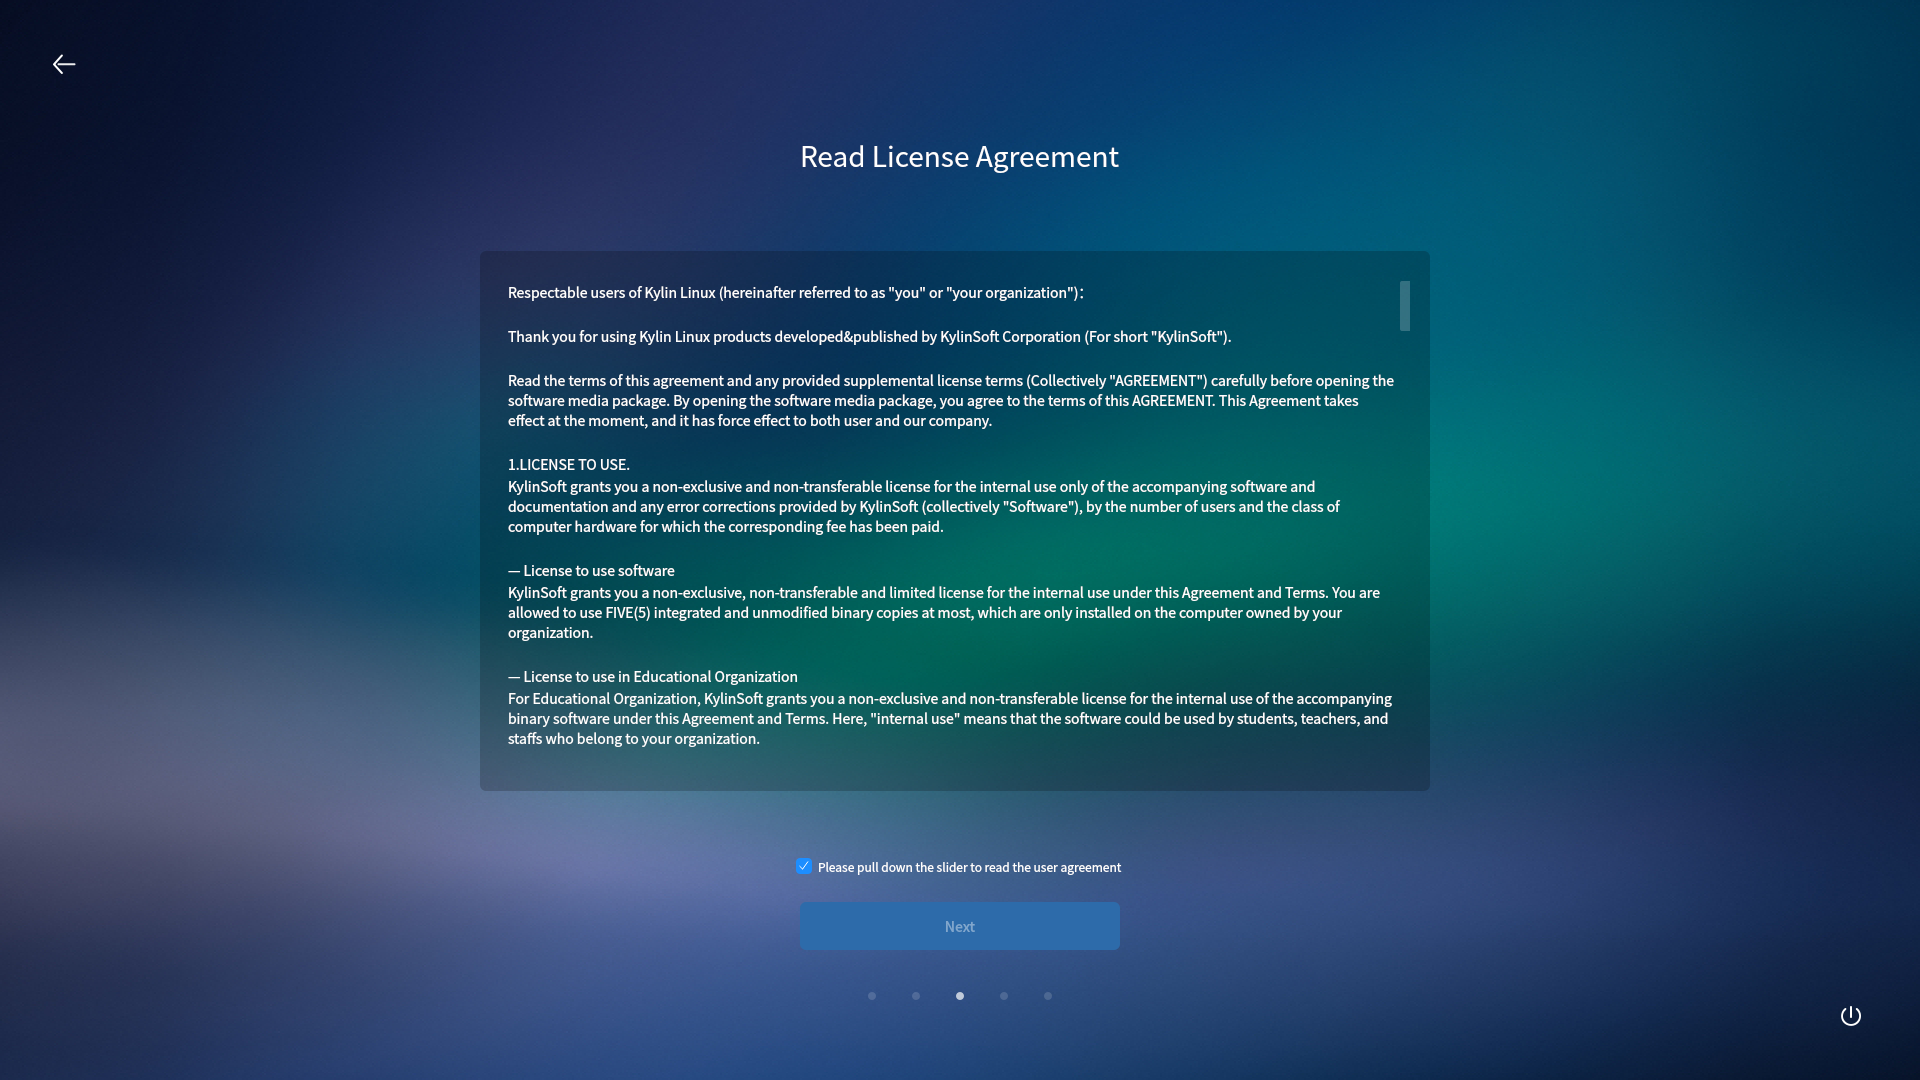 Read License Agreement
Respectable users of Kylin Linux (hereinafter referred to as "you" or "your organization")：
Thank you for using Kylin Linux products developed&published by KylinSoft Corporation (For short "KylinSoft").
Read the terms of this agreement and any provided supplemental license terms (Collectively "AGREEMENT") carefully before opening the
software media package. By opening the software media package, you agree to the terms of this AGREEMENT. This Agreement takes
effect at the moment, and it has force effect to both user and our company.
1.LICENSE TO USE.
KylinSoft grants you a non-exclusive and non-transferable license for the internal use only of the accompanying software and
documentation and any error corrections provided by KylinSoft (collectively "Software"), by the number of users and the class of
computer hardware for which the corresponding fee has been paid.
— License to use software
KylinSoft grants you a non-exclusive, non-transferable and limited license for the internal use under this Agreement and Terms. You are
allowed to use FIVE(5) integrated and unmodified binary copies at most, which are only installed on the computer owned by your
organization.
— License to use in Educational Organization
For Educational Organization, KylinSoft grants you a non-exclusive and non-transferable license for the internal use of the accompanying
binary software under this Agreement and Terms. Here, "internal use" means that the software could be used by students, teachers, and
staffs who belong to your organization.
Please pull down the slider to read the user agreement
Next